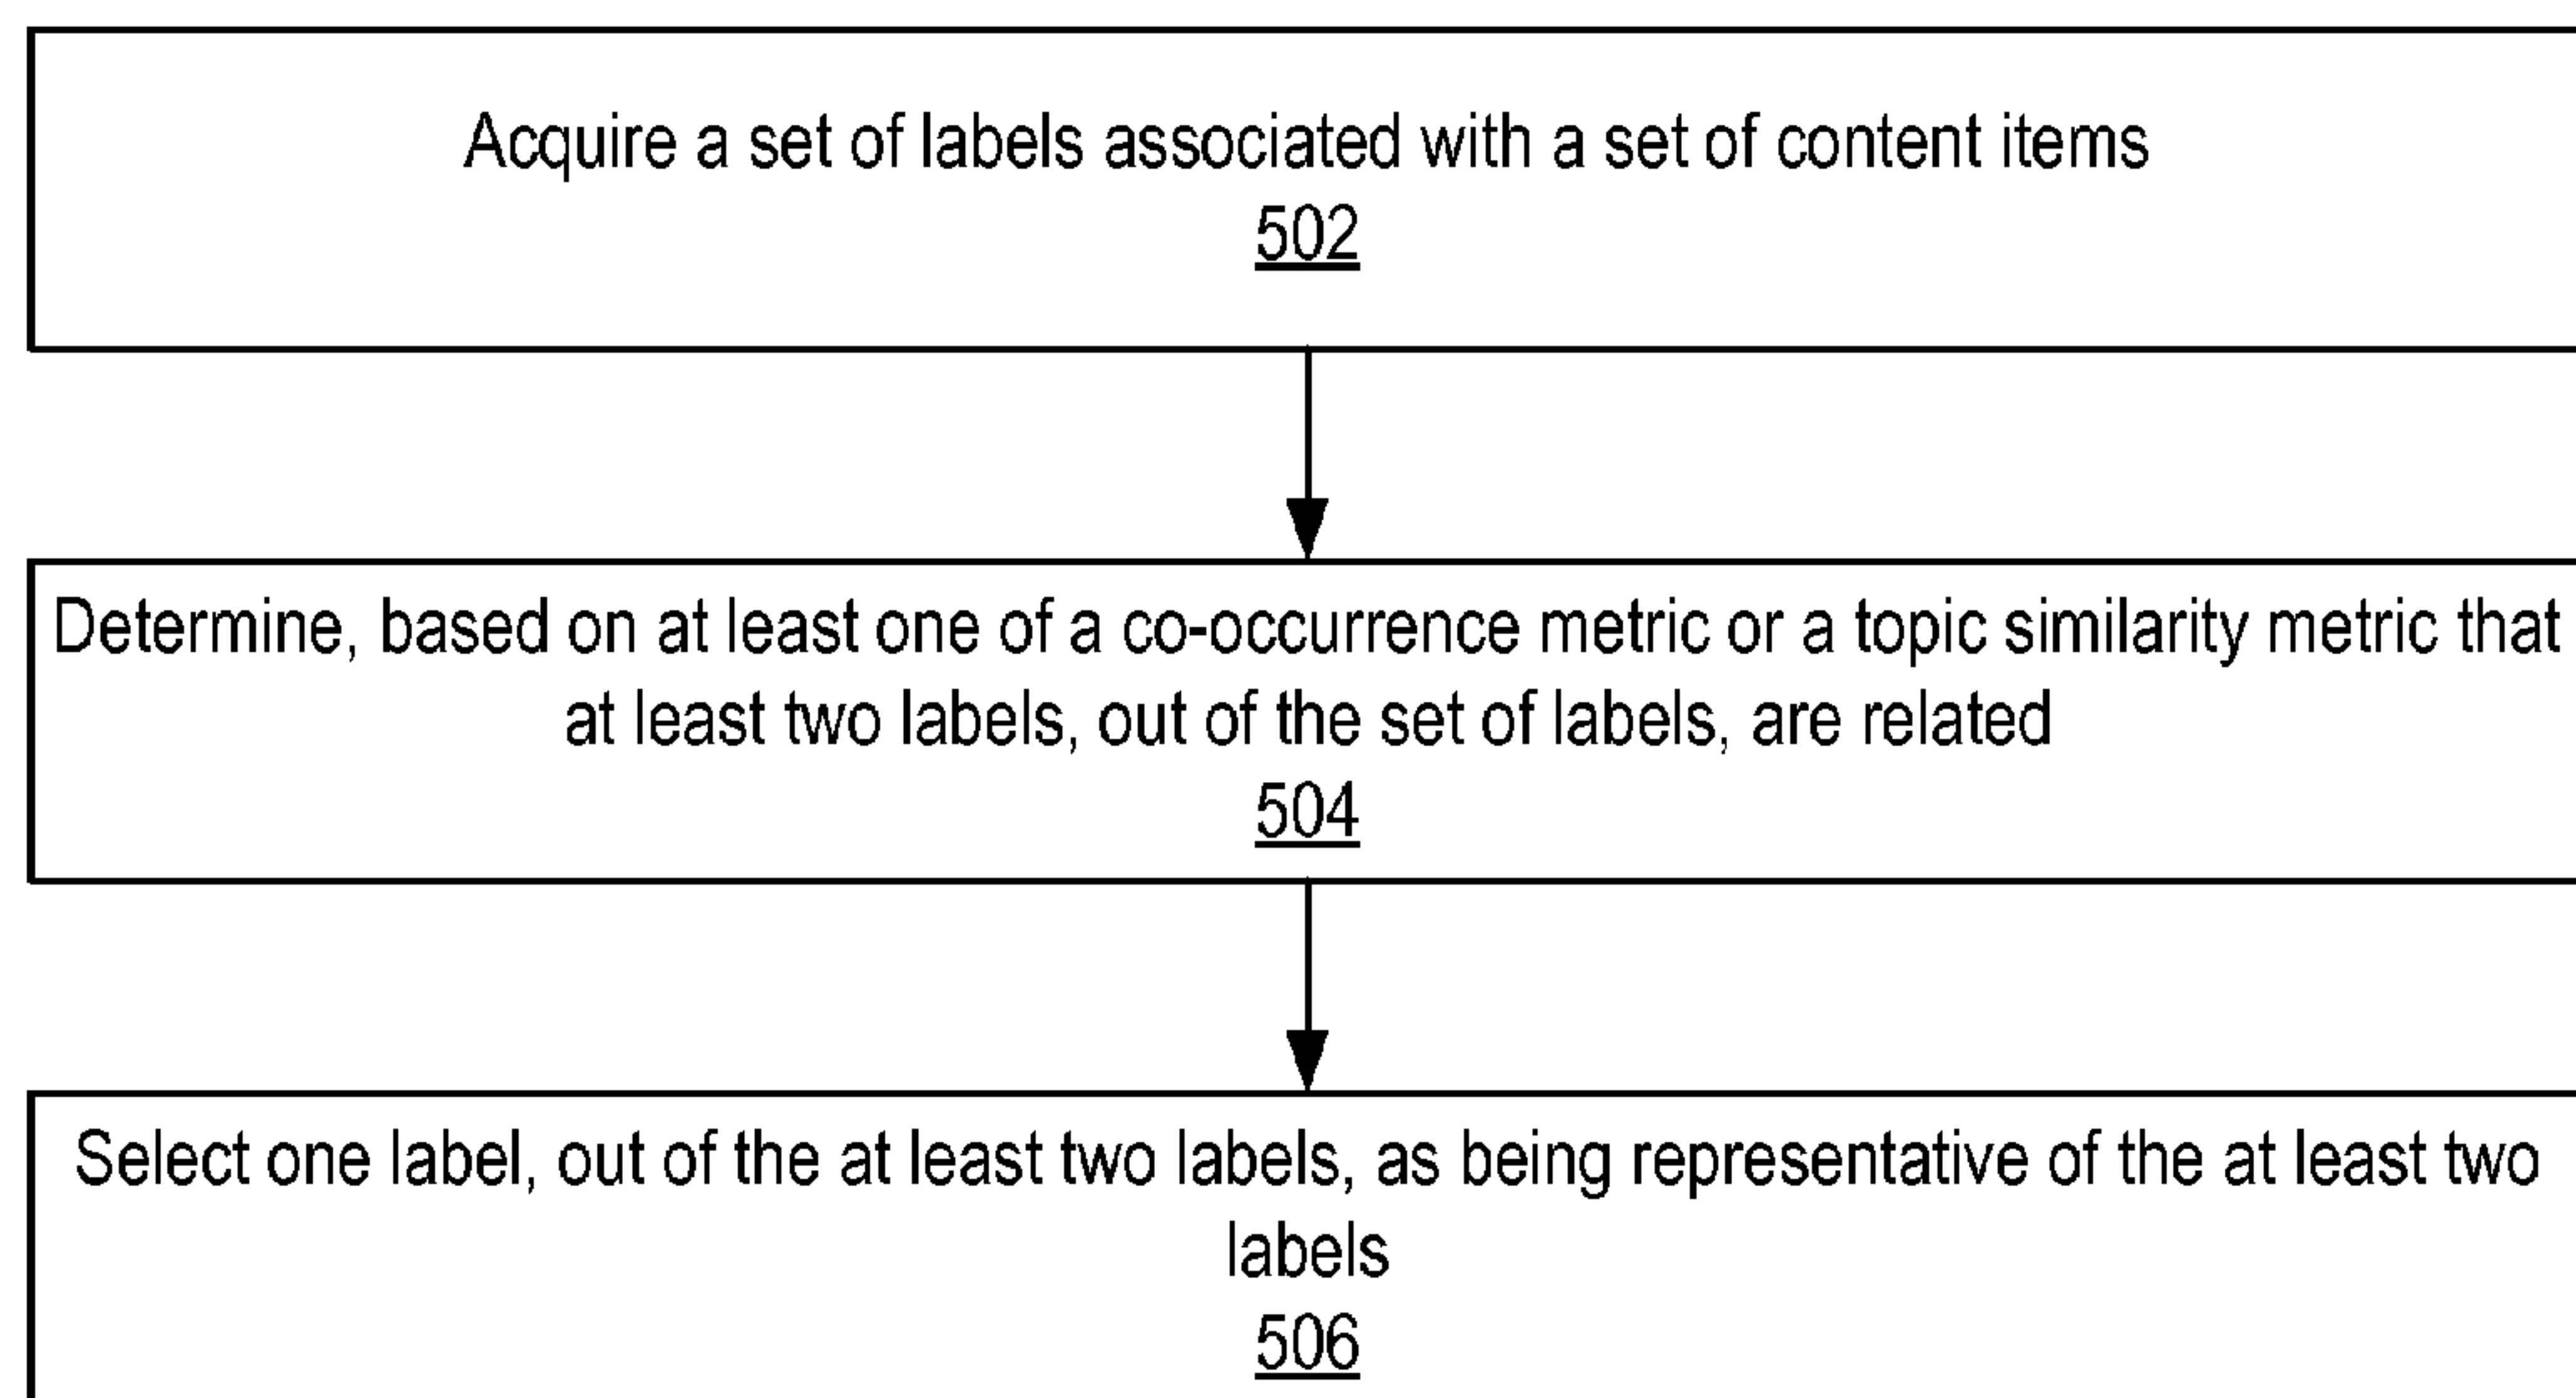 Acquire a set of labels associated with a set of content items
502
Determine, based on at least one of a co-occurrence metric or a topic similarity metric that
at least two labels, out of the set of labels, are related
504
Select one label, out of the at least two labels, as being representative of the at least two
labels
506